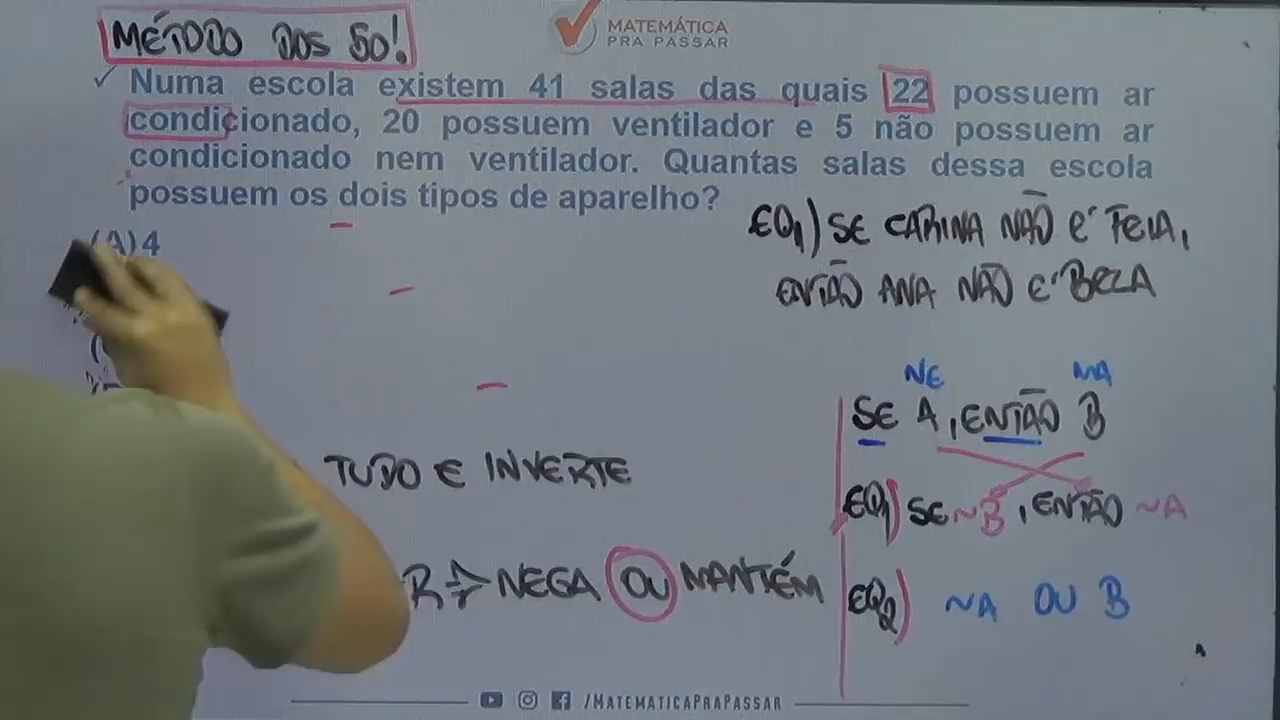 MÉTODO DOS 50!
MATEMÁTICA
PRA PASSAR
Numa escola existem 41 salas das quais 22 possuem ar
condicionado, 20 possuem ventilador e 5 não possuem ar
condicionado nem ventilador. Quantas salas dessa escola
possuem os dois tipos de aparelho?
(A) 4
EQ1) SE CARINA NÃO É FEIA,
ENTÃO ANA NÃO É BELA
NE MA
SE A, ENTÃO B
TUDO E INVERTE
EQ1) SE ~B, ENTÃO ~A
R NEGA OU MANTÉM
EQ2) ~A OU B
/MATEMATICAPRAPASSAR